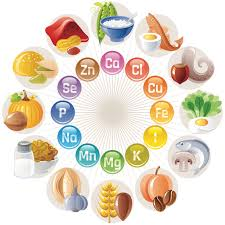 Zn Ca Cl
Se Cu
P Fe
Na I
Mn Mg K